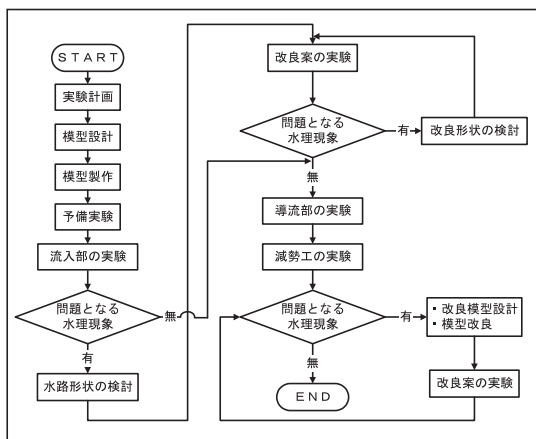 START
実験計画
模型設計
模型製作
予備実験
流入部の実験
問題となる
水理現象
無
有
水路形状の検討
改良案の実験
問題となる
水理現象
有
改良形状の検討
無
導流部の実験
減勢工の実験
問題となる
水理現象
有
・改良模型設計
・模型改良
無
改良案の実験
END